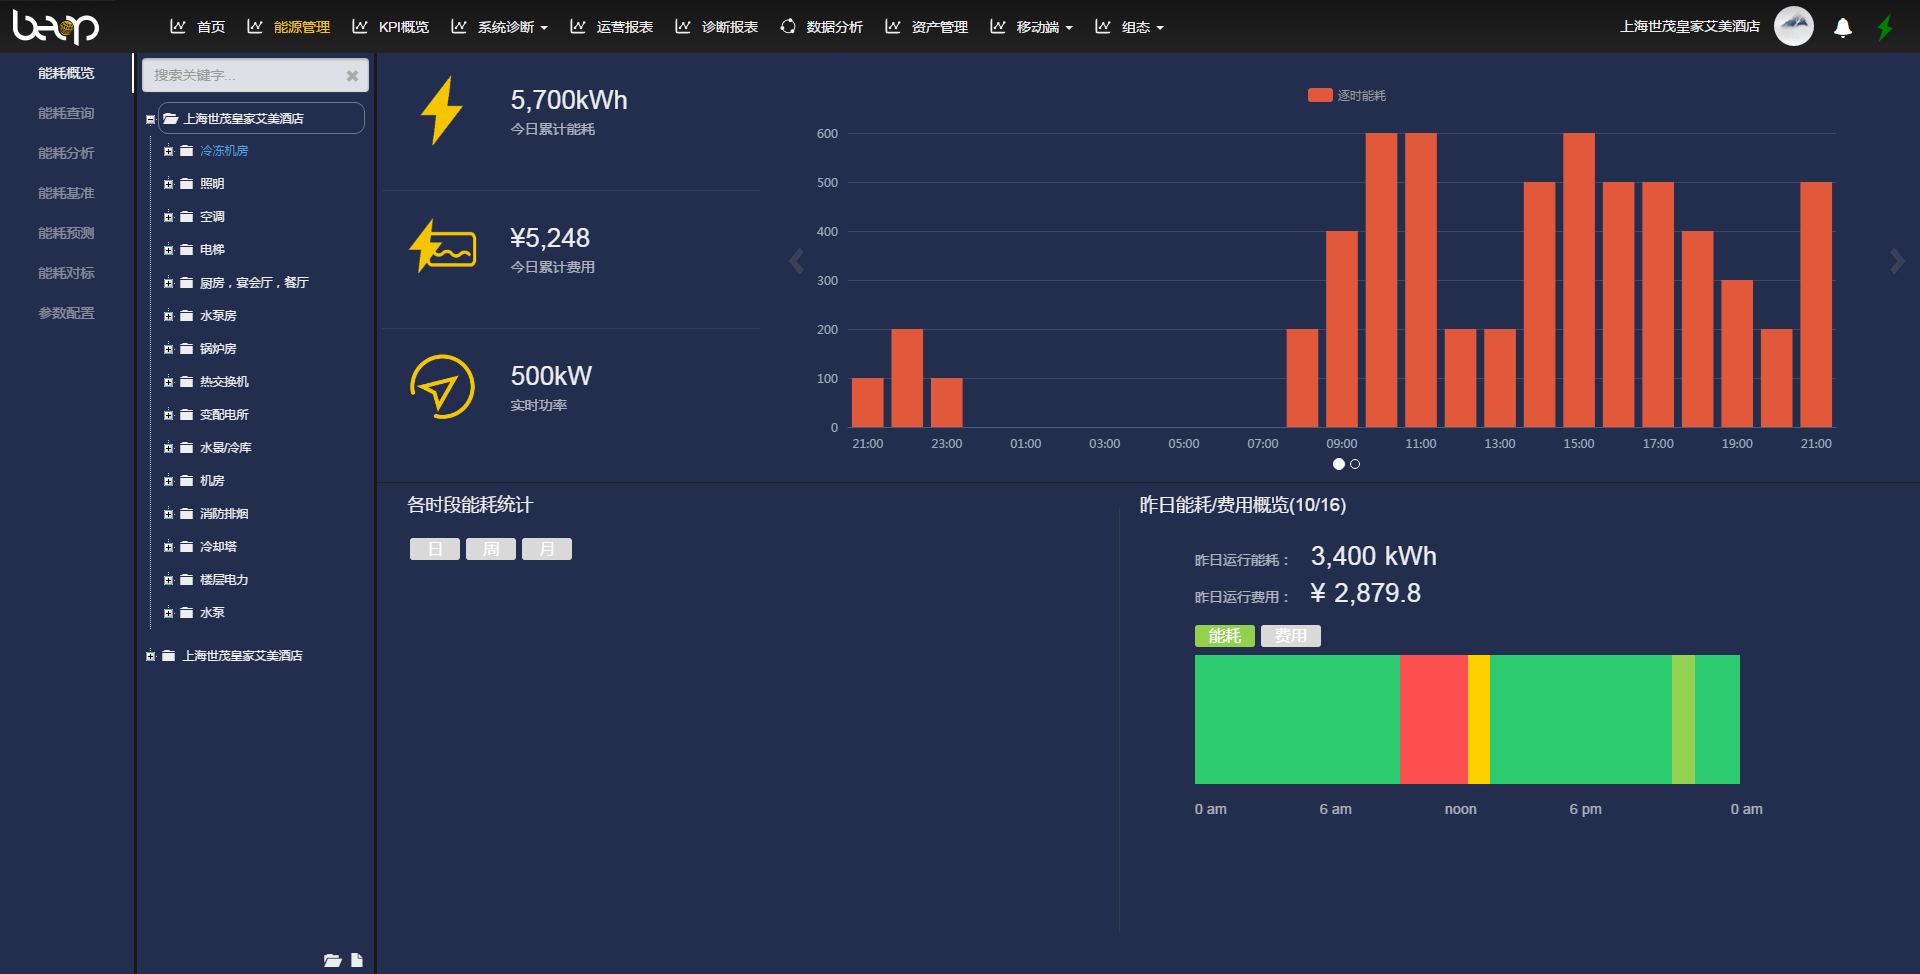 beop 首页 能源管理 KPI概览 系统诊断 运营报表 诊断报表 数据分析 资产管理 移动端 组态 上海世茂皇家艾美酒店
能耗概览
能耗查询
能耗分析
能耗基准
能耗预测
能耗对标
参数配置
搜索关键字...
上海世茂皇家艾美酒店
冷冻机房
照明
空调
电梯
厨房，宴会厅，餐厅
水泵房
锅炉房
热交换机
变配电所
水景/冷库
机房
消防排烟
冷却塔
楼层电力
水泵
上海世茂皇家艾美酒店
5,700kWh
今日累计能耗
¥5,248
今日累计费用
500kW
实时功率
逐时能耗
600
500
400
300
200
100
0
21:00 23:00 01:00 03:00 05:00 07:00 09:00 11:00 13:00 15:00 17:00 19:00 21:00
各时段能耗统计
日 周 月
昨日能耗/费用概览(10/16)
昨日运行能耗： 3,400 kWh
昨日运行费用： ¥ 2,879.8
能耗 费用
0 am 6 am noon 6 pm 0 am